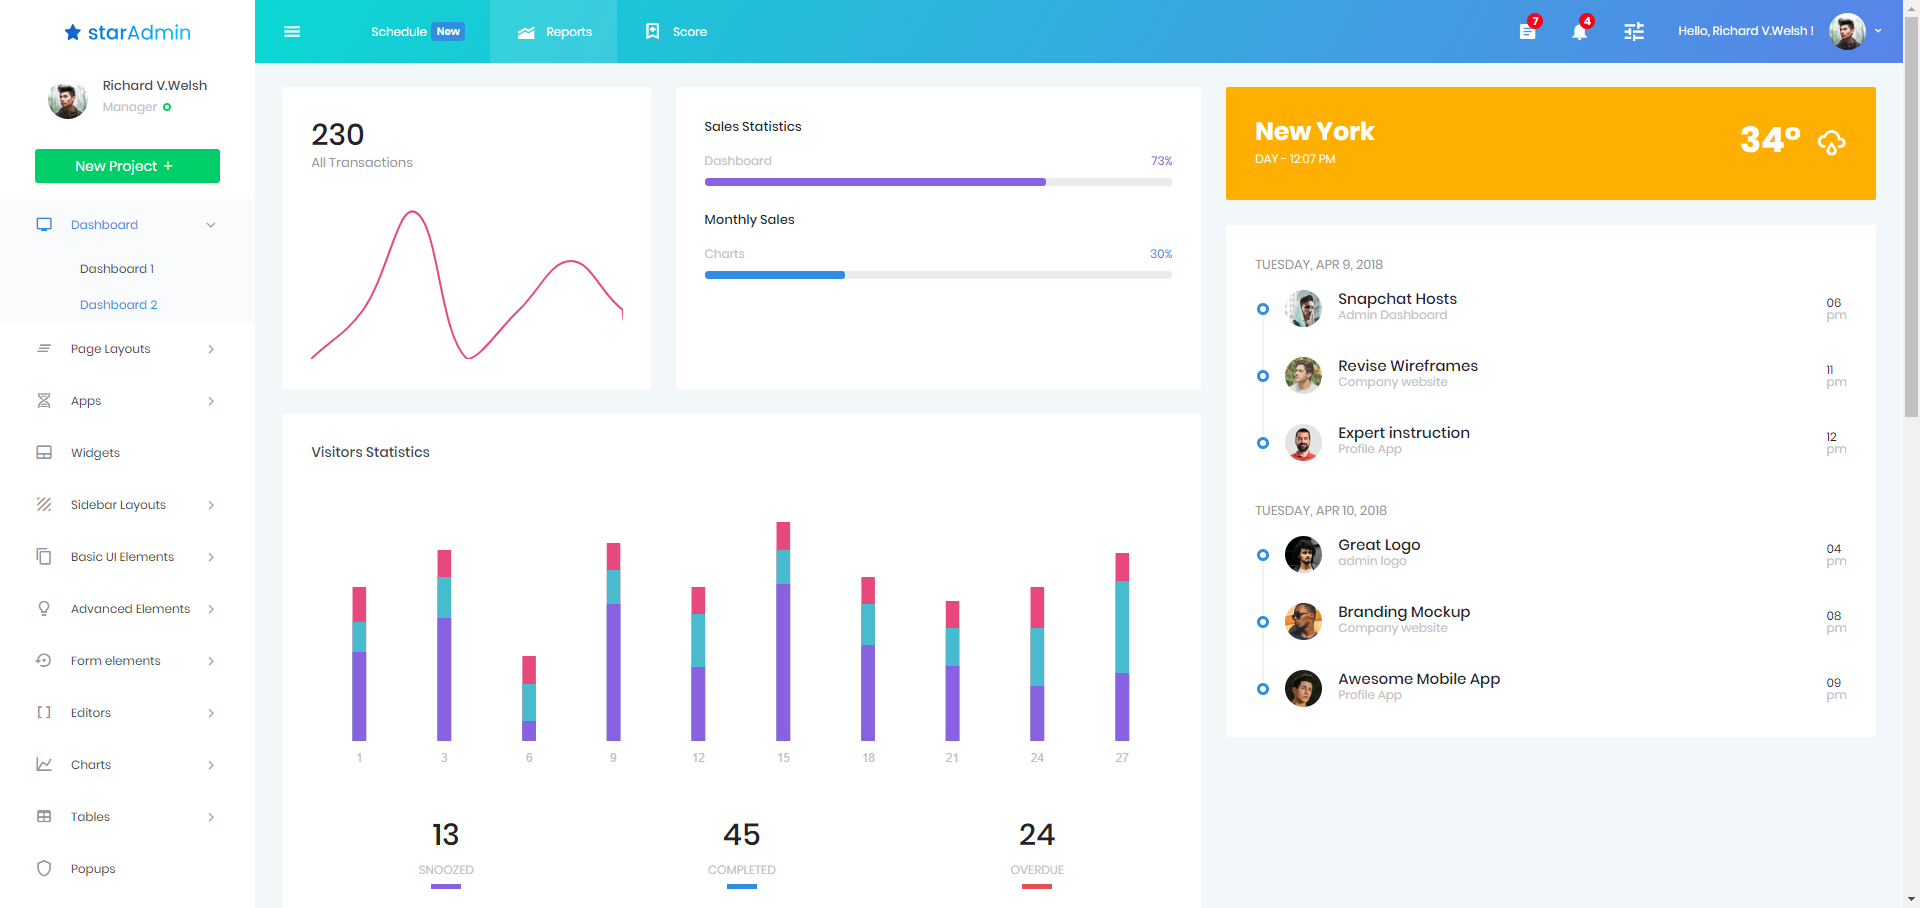 starAdmin
Richard V.Welsh
Manager
New Project +
Dashboard
Dashboard 1
Dashboard 2
Page Layouts
Apps
Widgets
Sidebar Layouts
Basic UI Elements
Advanced Elements
Form elements
Editors
Charts
Tables
Popups
Schedule New
Reports
Score
7
4
Hello, Richard V.Welsh !
230
All Transactions
Sales Statistics
Dashboard 73%
Monthly Sales
Charts 30%
New York
DAY - 12:07 PM
34°
TUESDAY, APR 9, 2018
Snapchat Hosts
Admin Dashboard
06
pm
Revise Wireframes
Company website
11
pm
Expert instruction
Profile App
12
pm
TUESDAY, APR 10, 2018
Great Logo
admin logo
04
pm
Branding Mockup
Company website
08
pm
Awesome Mobile App
Profile App
09
pm
Visitors Statistics
1 3 6 9 12 15 18 21 24 27
13
SNOOZED
45
COMPLETED
24
OVERDUE